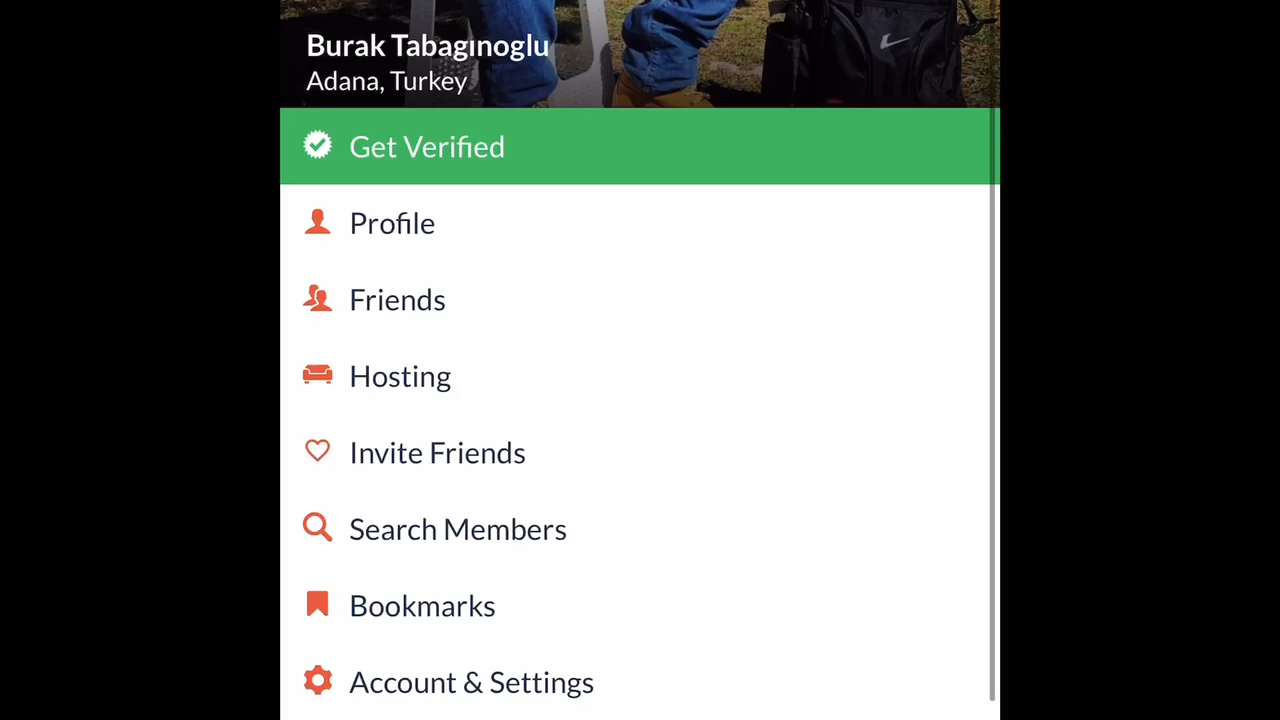 Burak Tabagınoglu
Adana, Turkey
Get Verified
Profile
Friends
Hosting
Invite Friends
Search Members
Bookmarks
Account & Settings